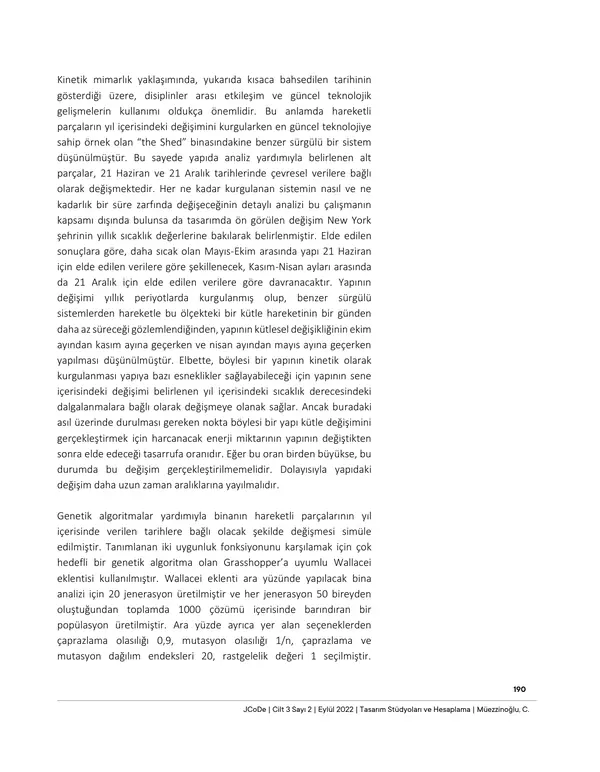 Kinetik mimarlık yaklaşımında, yukarıda kısaca bahsedilen tarihinin
gösterdiği üzere, disiplinler arası etkileşim ve güncel teknolojik
gelişmelerin kullanımı oldukça önemlidir. Bu anlamda hareketli
parçaların yıl içerisindeki değişimini kurgularken en güncel teknolojiye
sahip örnek olan “the Shed” binasındakine benzer sürgülü bir sistem
düşünülmüştür. Bu sayede yapıda analiz yardımıyla belirlenen alt
parçalar, 21 Haziran ve 21 Aralık tarihlerinde çevresel verilere bağlı
olarak değişmektedir. Her ne kadar kurgulanan sistemin nasıl ve ne
kadarlık bir süre zarfında değişeceğinin detaylı analizi bu çalışmanın
kapsamı dışında bulunsa da tasarımda ön görülen değişim New York
şehrinin yıllık sıcaklık değerlerine bakılarak belirlenmiştir. Elde edilen
sonuçlara göre, daha sıcak olan Mayıs-Ekim arasında yapı 21 Haziran
için elde edilen verilere göre şekillenecek, Kasım-Nisan ayları arasında
da 21 Aralık için elde edilen verilere göre davranacaktır. Yapının
değişimi yıllık periyotlarda kurgulanmış olup, benzer sürgülü
sistemlerden hareketle bu ölçekteki bir kütle hareketinin bir günden
daha az süreceği gözlemlendiğinden, yapının kütlesel değişikliğinin ekim
ayından kasım ayına geçerken ve nisan ayından mayıs ayına geçerken
yapılması düşünülmüştür. Elbette, böylesi bir yapının kinetik olarak
kurgulanması yapıya bazı esneklikler sağlayabileceği için yapının sene
içerisindeki değişimi belirlenen yıl içerisindeki sıcaklık derecesindeki
dalgalanmalara bağlı olarak değişmeye olanak sağlar. Ancak buradaki
asıl üzerinde durulması gereken nokta böylesi bir yapı kütle değişimini
gerçekleştirmek için harcanacak enerji miktarının yapının değiştikten
sonra elde edeceği tasarrufa oranıdır. Eğer bu oran birden büyükse, bu
durumda bu değişim gerçekleştirilmemelidir. Dolayısıyla yapıdaki
değişim daha uzun zaman aralıklarına yayılmalıdır.
Genetik algoritmalar yardımıyla binanın hareketli parçalarının yıl
içerisinde verilen tarihlere bağlı olacak şekilde değişmesi simüle
edilmiştir. Tanımlanan iki uygunluk fonksiyonunu karşılamak için çok
hedefli bir genetik algoritma olan Grasshopper’a uyumlu Wallacei
eklentisi kullanılmıştır. Wallacei eklenti ara yüzünde yapılacak bina
analizi için 20 jenerasyon üretilmiştir ve her jenerasyon 50 bireyden
oluştuğundan toplamda 1000 çözümü içerisinde barındıran bir
popülasyon üretilmiştir. Ara yüzde ayrıca yer alan seçeneklerden
çaprazlama olasılığı 0,9, mutasyon olasılığı 1/n, çaprazlama ve
mutasyon dağılım endeksleri 20, rastgelelik değeri 1 seçilmiştir.
190
JCoDe | Cilt 3 Sayı 2 | Eylül 2022 | Tasarım Stüdyoları ve Hesaplama | Müezzinoğlu, C.